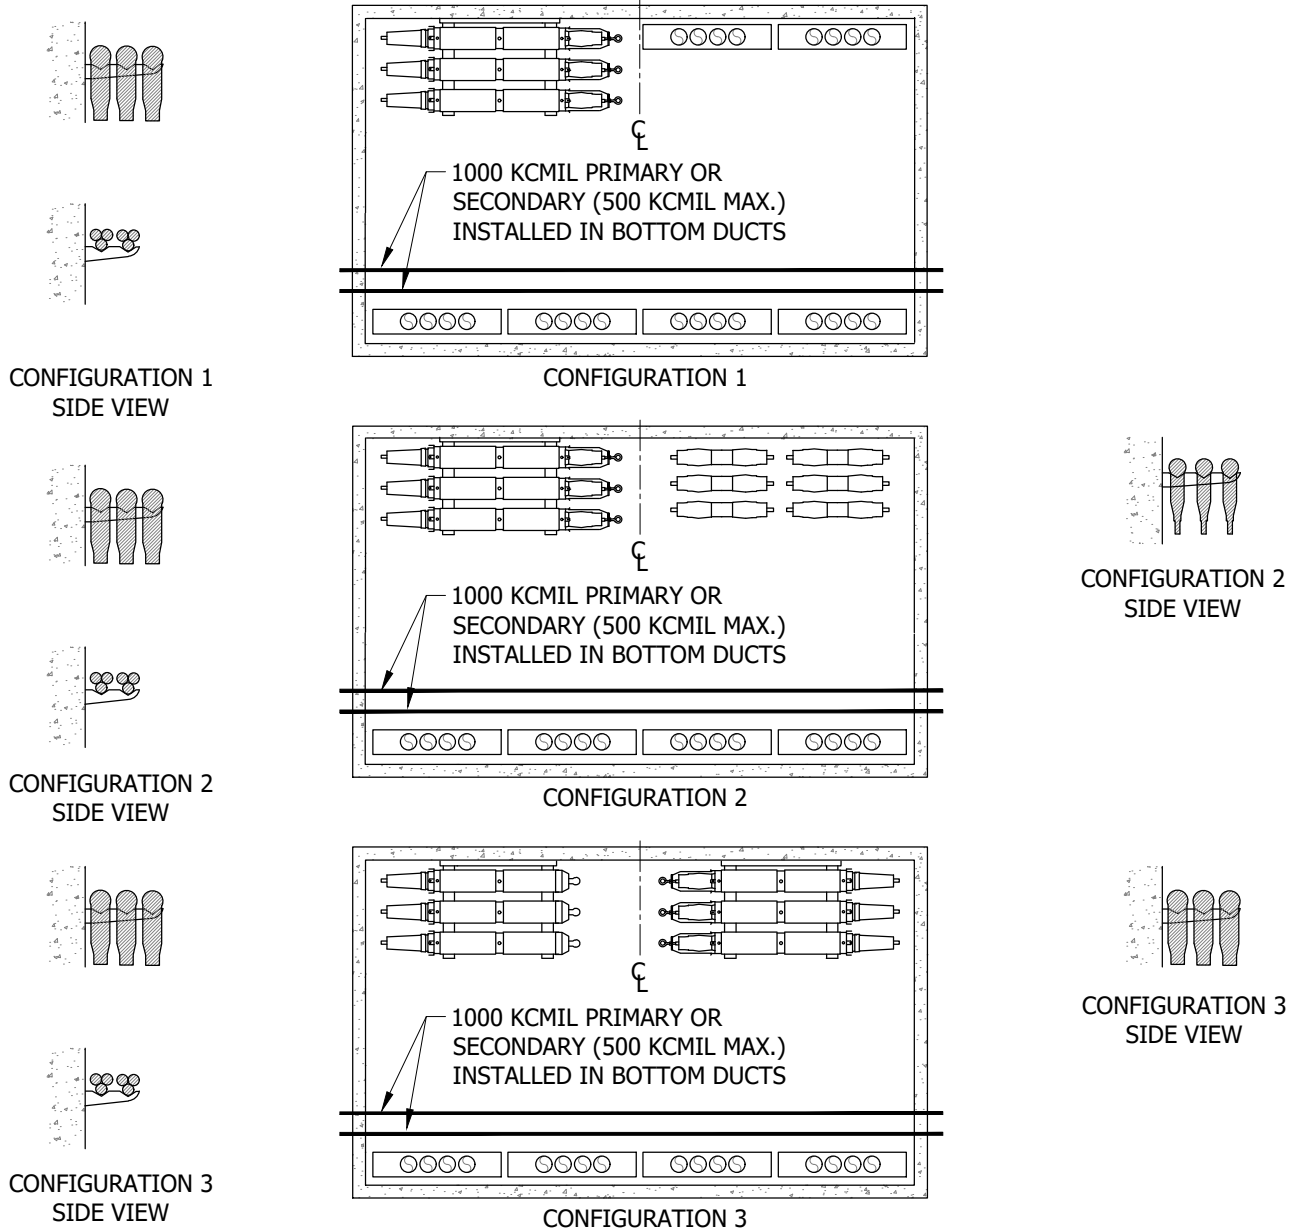 ℄
1000 KCMIL PRIMARY OR
SECONDARY (500 KCMIL MAX.)
INSTALLED IN BOTTOM DUCTS
CONFIGURATION 1
SIDE VIEW
CONFIGURATION 1
℄
1000 KCMIL PRIMARY OR
SECONDARY (500 KCMIL MAX.)
INSTALLED IN BOTTOM DUCTS
CONFIGURATION 2
SIDE VIEW
CONFIGURATION 2
SIDE VIEW
CONFIGURATION 2
℄
1000 KCMIL PRIMARY OR
SECONDARY (500 KCMIL MAX.)
INSTALLED IN BOTTOM DUCTS
CONFIGURATION 3
SIDE VIEW
CONFIGURATION 3
SIDE VIEW
CONFIGURATION 3